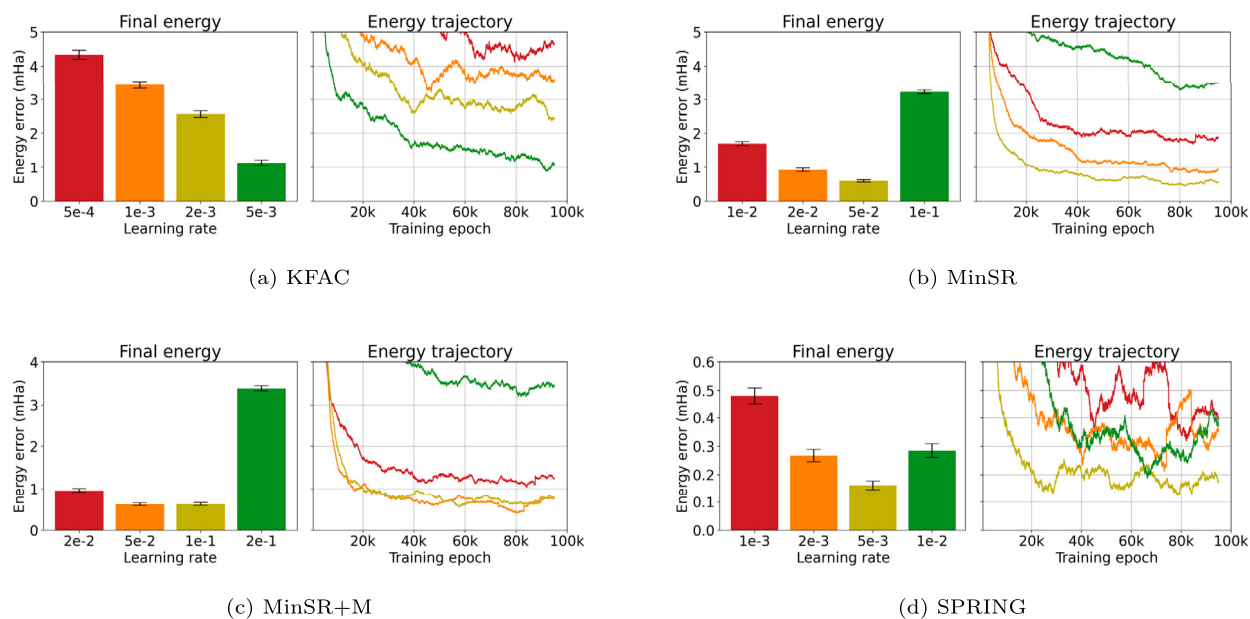 Final energy
Energy trajectory
Energy error (mHa)
5
4
3
2
1
0
5e-4 1e-3 2e-3 5e-3
Learning rate
20k 40k 60k 80k 100k
Training epoch
(a) KFAC
Final energy
Energy trajectory
Energy error (mHa)
5
4
3
2
1
0
1e-2 2e-2 5e-2 1e-1
Learning rate
20k 40k 60k 80k 100k
Training epoch
(b) MinSR
Final energy
Energy trajectory
Energy error (mHa)
4
3
2
1
0
2e-2 5e-2 1e-1 2e-1
Learning rate
20k 40k 60k 80k 100k
Training epoch
(c) MinSR+M
Final energy
Energy trajectory
Energy error (mHa)
0.6
0.5
0.4
0.3
0.2
0.1
0.0
1e-3 2e-3 5e-3 1e-2
Learning rate
20k 40k 60k 80k 100k
Training epoch
(d) SPRING